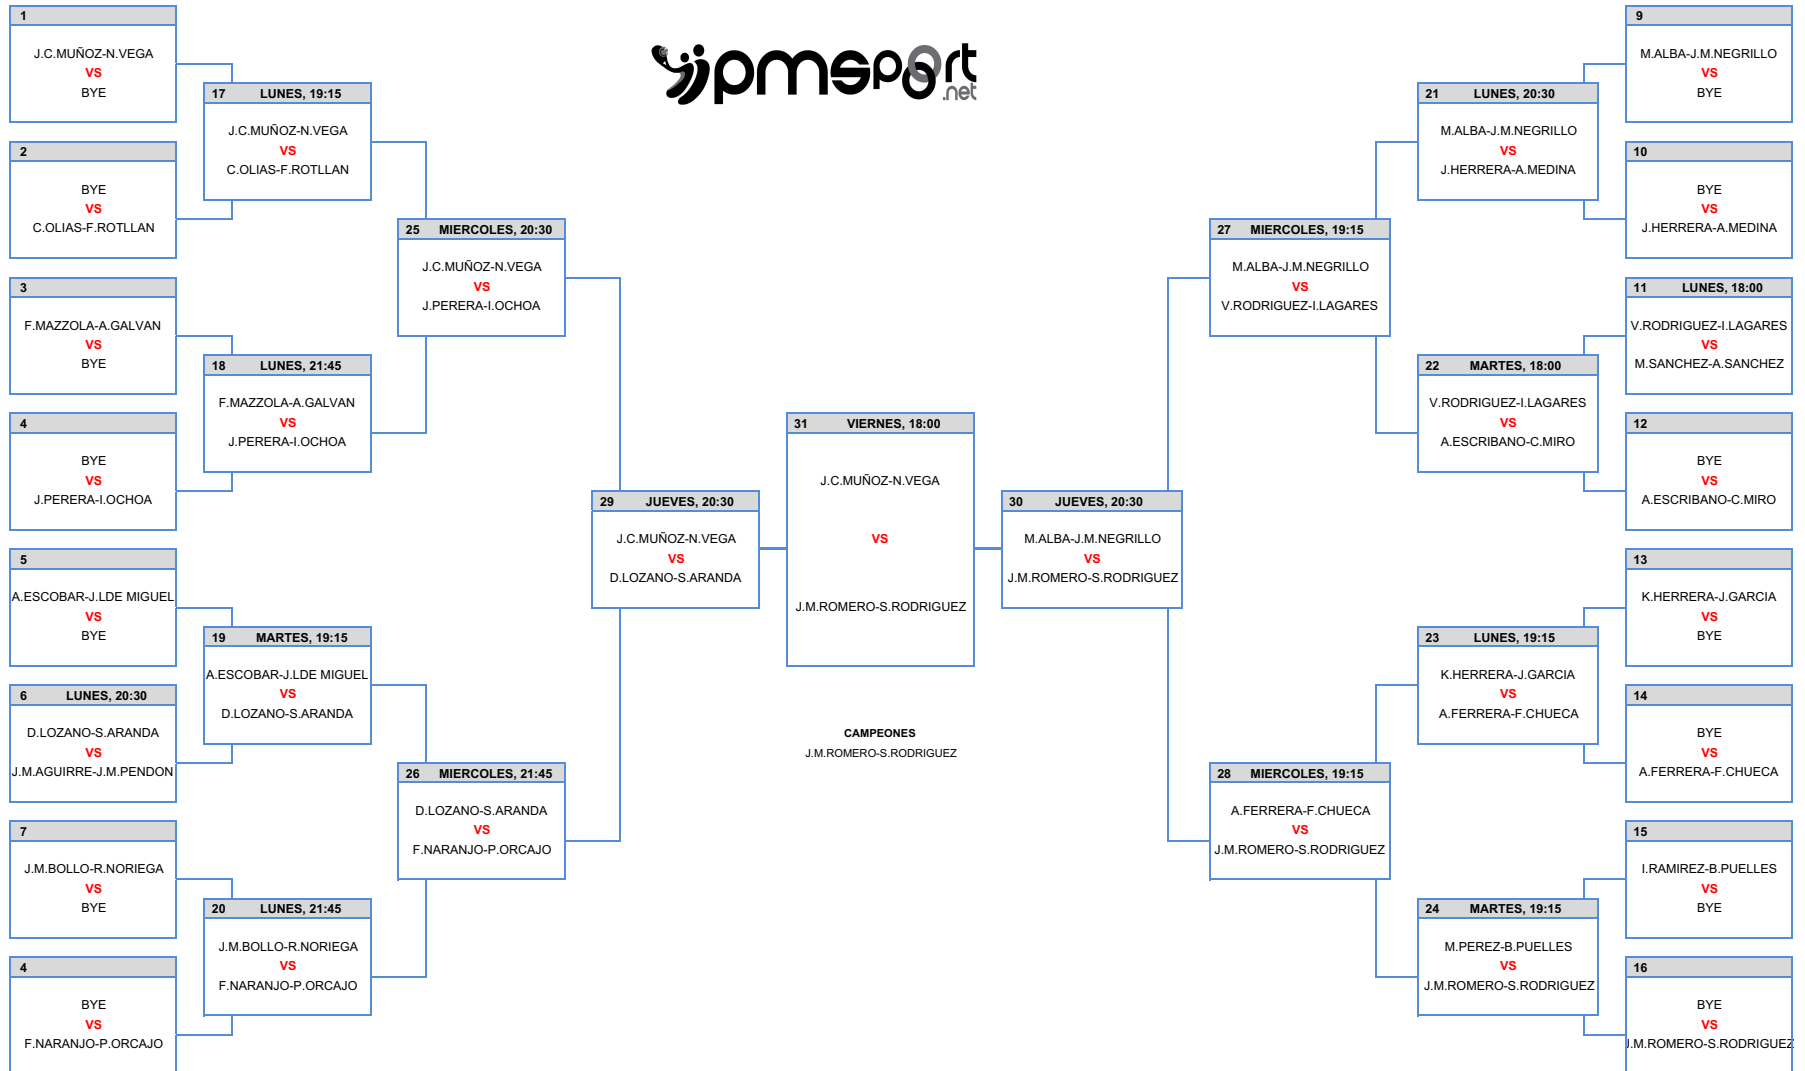 jpmsport
.net
1
J.C.MUÑOZ-N.VEGA
VS
BYE
2
BYE
VS
C.OLIAS-F.ROTLLAN
3
F.MAZZOLA-A.GALVAN
VS
BYE
4
BYE
VS
J.PERERA-I.OCHOA
5
A.ESCOBAR-J.LDE MIGUEL
VS
BYE
6 LUNES, 20:30
D.LOZANO-S.ARANDA
VS
J.M.AGUIRRE-J.M.PENDON
7
J.M.BOLLO-R.NORIEGA
VS
BYE
4
BYE
VS
F.NARANJO-P.ORCAJO
17 LUNES, 19:15
J.C.MUÑOZ-N.VEGA
VS
C.OLIAS-F.ROTLLAN
18 LUNES, 21:45
F.MAZZOLA-A.GALVAN
VS
J.PERERA-I.OCHOA
19 MARTES, 19:15
A.ESCOBAR-J.LDE MIGUEL
VS
D.LOZANO-S.ARANDA
20 LUNES, 21:45
J.M.BOLLO-R.NORIEGA
VS
F.NARANJO-P.ORCAJO
25 MIERCOLES, 20:30
J.C.MUÑOZ-N.VEGA
VS
J.PERERA-I.OCHOA
26 MIERCOLES, 21:45
D.LOZANO-S.ARANDA
VS
F.NARANJO-P.ORCAJO
29 JUEVES, 20:30
J.C.MUÑOZ-N.VEGA
VS
D.LOZANO-S.ARANDA
31 VIERNES, 18:00
J.C.MUÑOZ-N.VEGA
VS
J.M.ROMERO-S.RODRIGUEZ
CAMPEONES
J.M.ROMERO-S.RODRIGUEZ
30 JUEVES, 20:30
M.ALBA-J.M.NEGRILLO
VS
J.M.ROMERO-S.RODRIGUEZ
27 MIERCOLES, 19:15
M.ALBA-J.M.NEGRILLO
VS
V.RODRIGUEZ-I.LAGARES
28 MIERCOLES, 19:15
A.FERRERA-F.CHUECA
VS
J.M.ROMERO-S.RODRIGUEZ
21 LUNES, 20:30
M.ALBA-J.M.NEGRILLO
VS
J.HERRERA-A.MEDINA
22 MARTES, 18:00
V.RODRIGUEZ-I.LAGARES
VS
A.ESCRIBANO-C.MIRO
23 LUNES, 19:15
K.HERRERA-J.GARCIA
VS
A.FERRERA-F.CHUECA
24 MARTES, 19:15
M.PEREZ-B.PUELLES
VS
J.M.ROMERO-S.RODRIGUEZ
9
M.ALBA-J.M.NEGRILLO
VS
BYE
10
BYE
VS
J.HERRERA-A.MEDINA
11 LUNES, 18:00
V.RODRIGUEZ-I.LAGARES
VS
M.SANCHEZ-A.SANCHEZ
12
BYE
VS
A.ESCRIBANO-C.MIRO
13
K.HERRERA-J.GARCIA
VS
BYE
14
BYE
VS
A.FERRERA-F.CHUECA
15
I.RAMIREZ-B.PUELLES
VS
BYE
16
BYE
VS
J.M.ROMERO-S.RODRIGUEZ